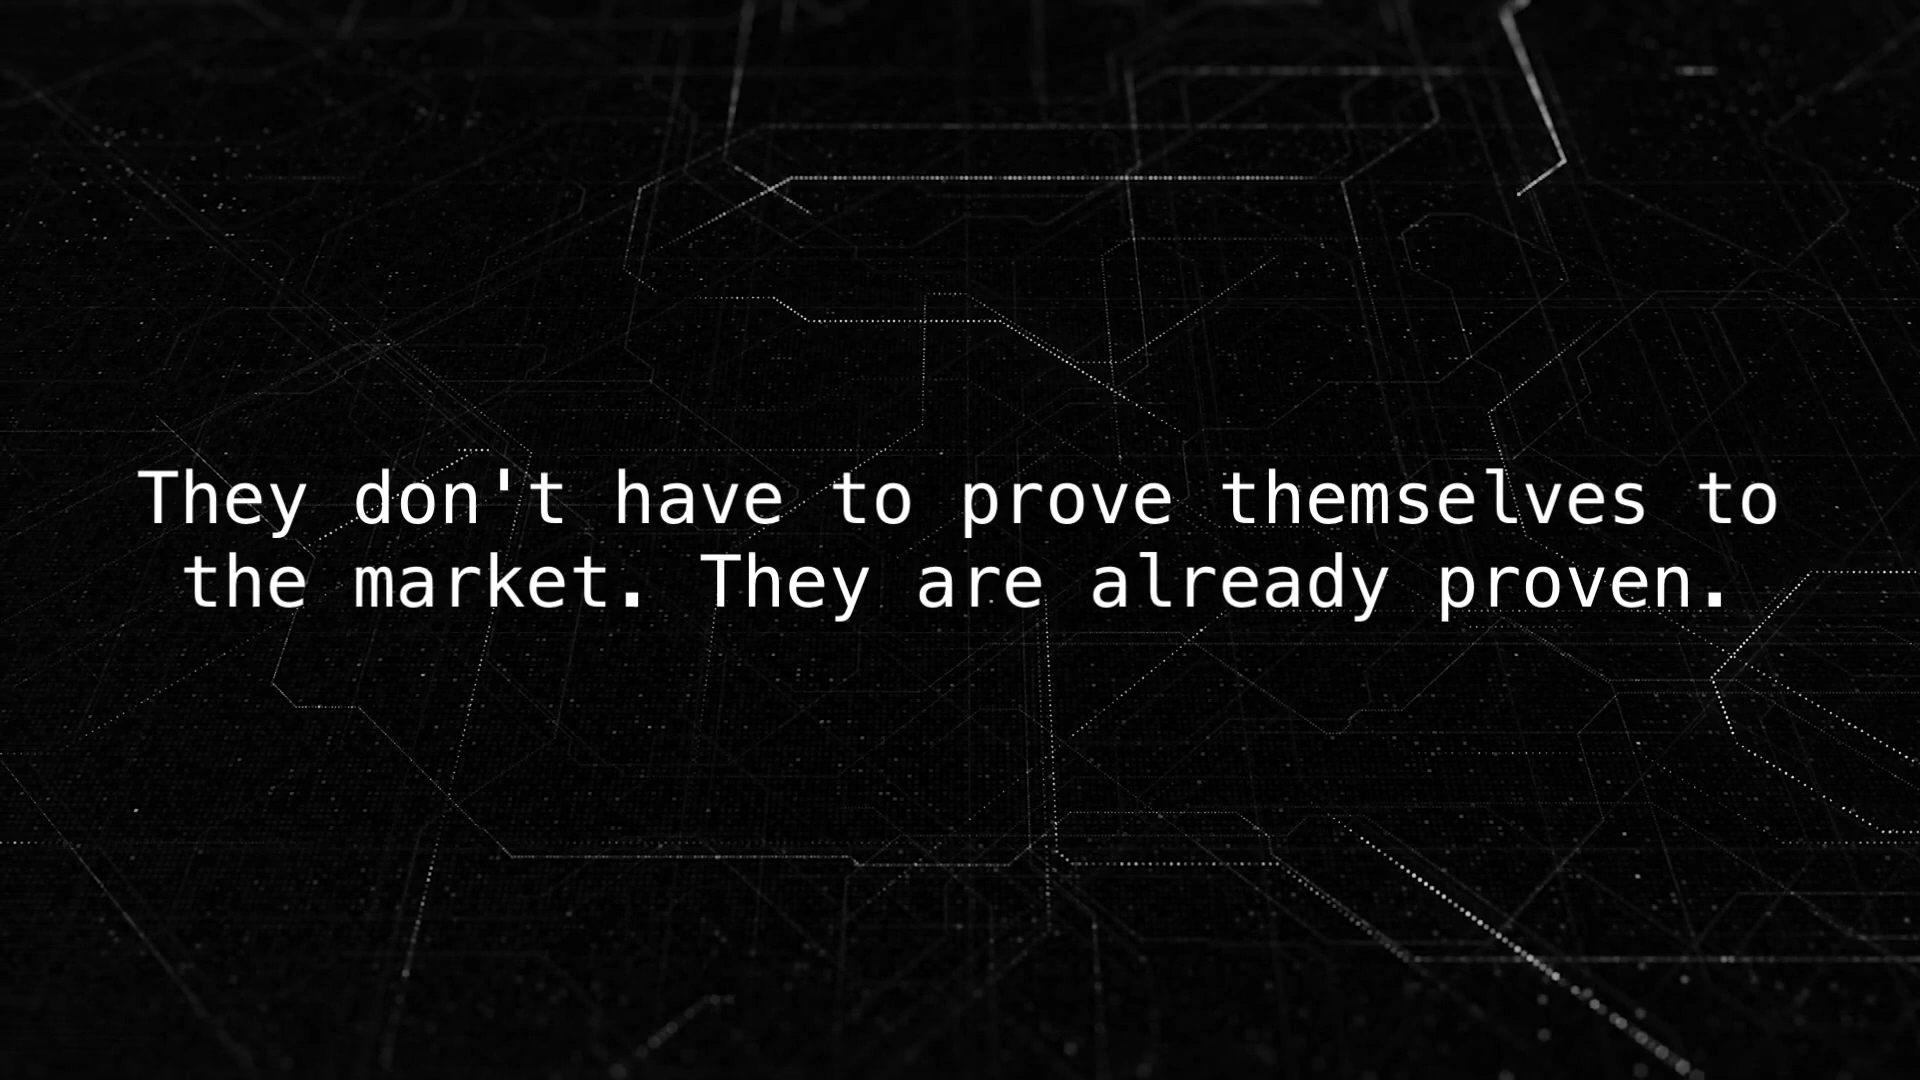 They don't have to prove themselves to
the market. They are already proven.